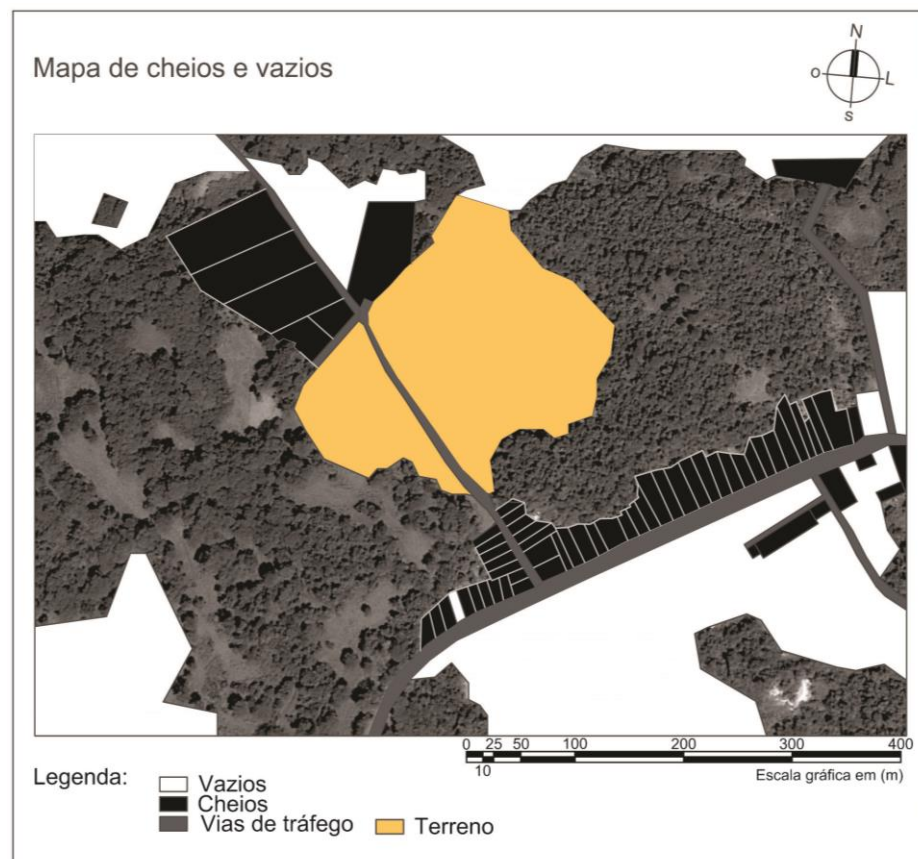 Mapa de cheios e vazios
N
O
L
S
0 25 50 100 200 300 400
10
Escala gráfica em (m)
Legenda:
Vazios
Cheios
Vias de tráfego
Terreno